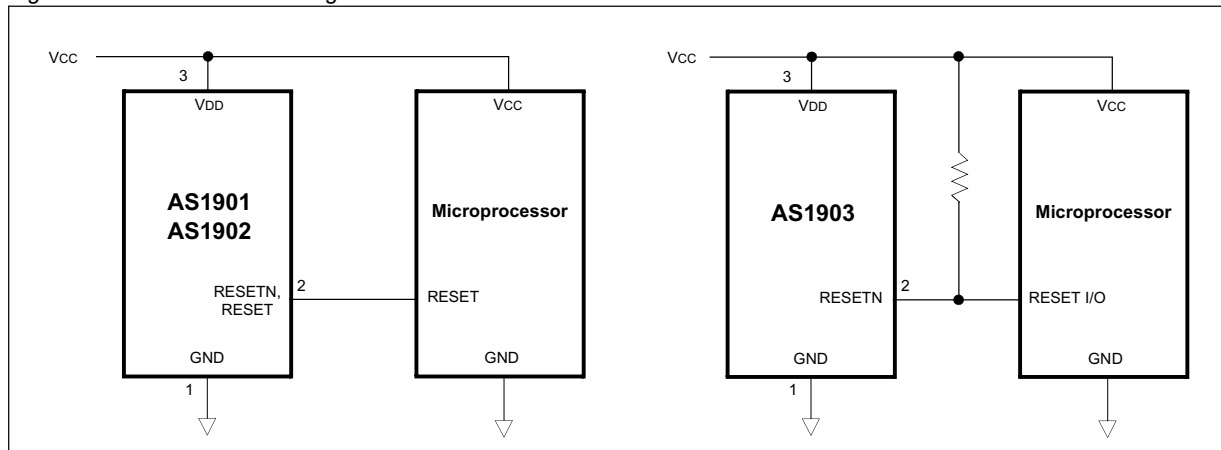 VCC
3
VDD
AS1901
AS1902
RESETN,
RESET
2
GND
1
VCC
Microprocessor
RESET
GND
VCC
3
VDD
AS1903
RESETN
2
GND
1
VCC
Microprocessor
RESET I/O
GND